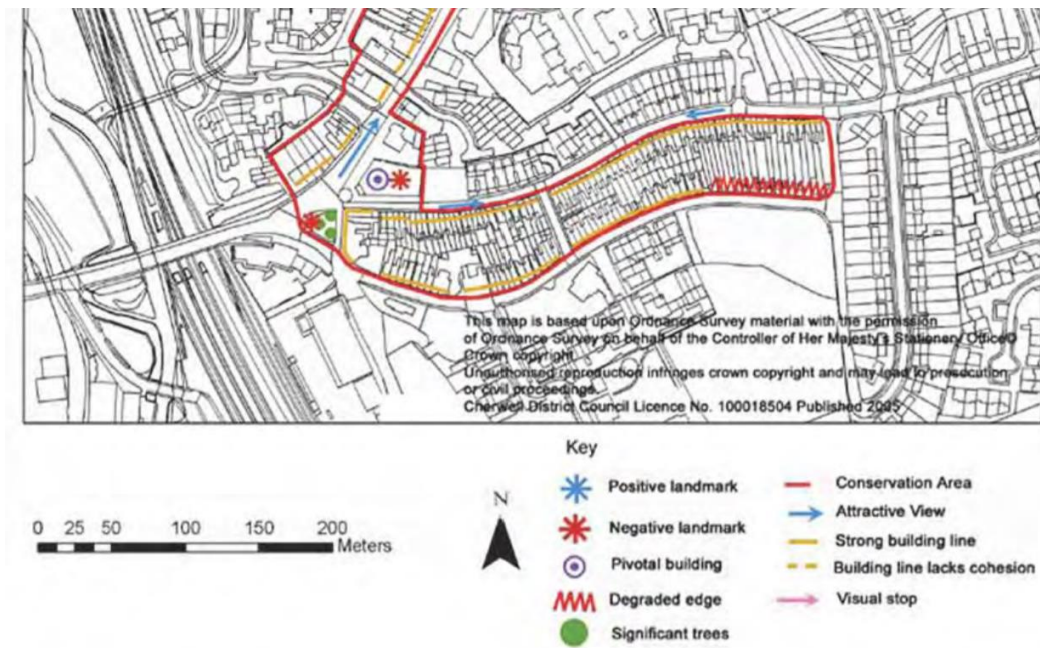 This map is based upon Ordnance Survey material with the permission
of Ordnance Survey on behalf of the Controller of Her Majesty's Stationery Office©
Crown copyright
Unauthorised reproduction infringes crown copyright and may lead to prosecution
or civil proceedings.
Cherwell District Council Licence No. 100018504 Published 2005
Key
Positive landmark
Negative landmark
Pivotal building
Degraded edge
Significant trees
Conservation Area
Attractive View
Strong building line
Building line lacks cohesion
Visual stop
N
0 25 50 100 150 200
Meters